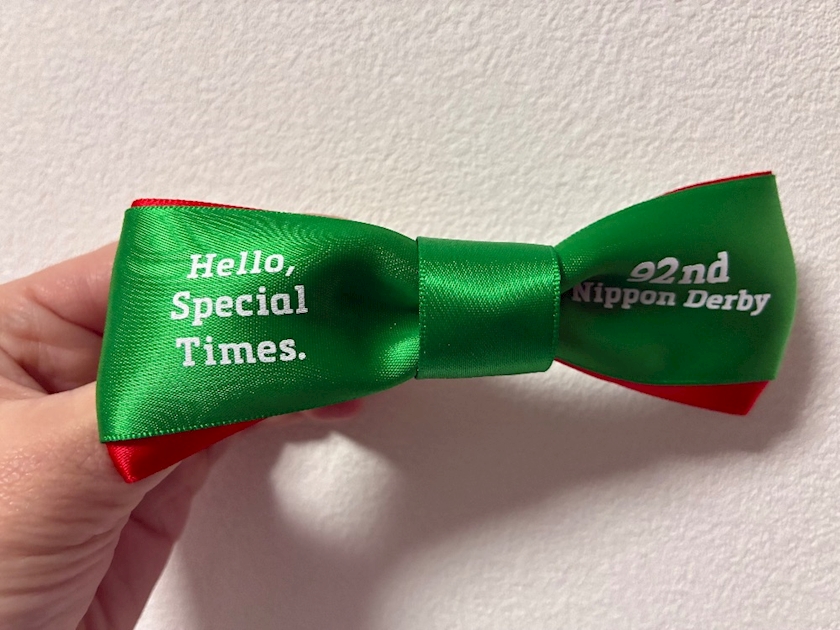 Hello,
Special
Times.
92nd
Nippon Derby